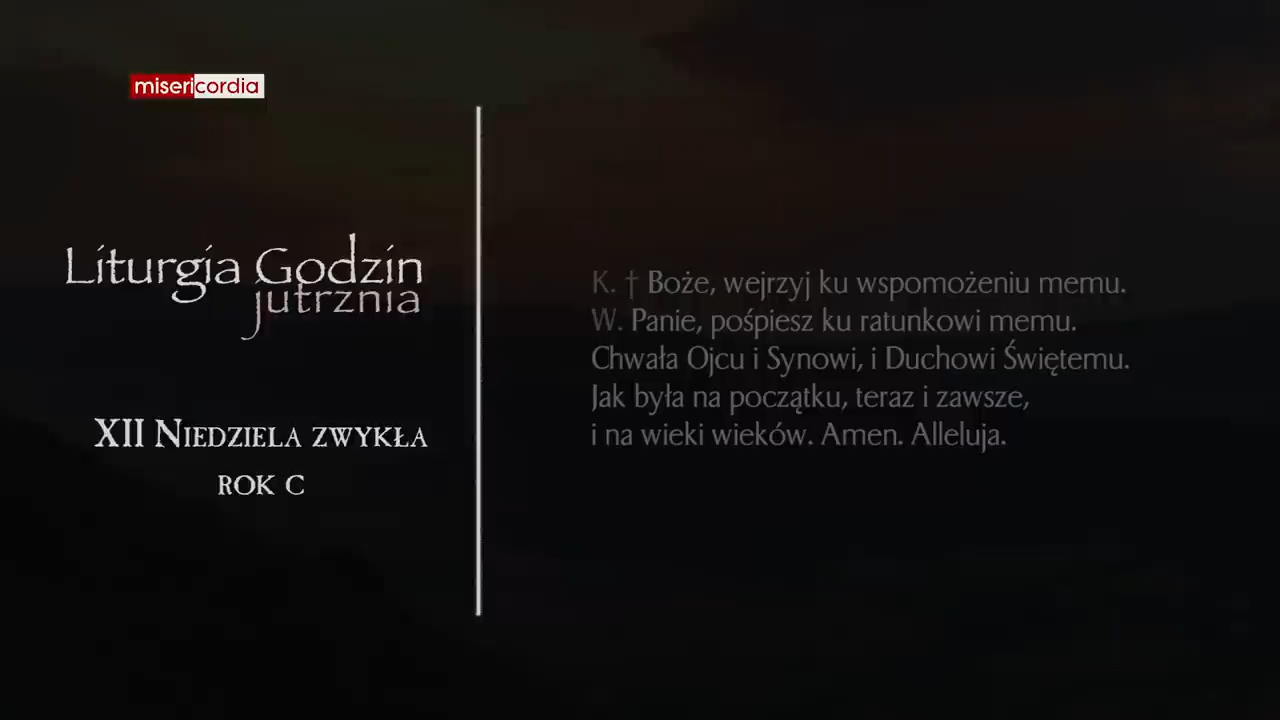 misericordia
Liturgia Godzin
jutrznia
XII Niedziela zwykła
rok C
K. † Boże, wejrzyj ku wspomożeniu memu.
W. Panie, pośpiesz ku ratunkowi memu.
Chwała Ojcu i Synowi, i Duchowi Świętemu.
Jak była na początku, teraz i zawsze,
i na wieki wieków. Amen. Alleluja.